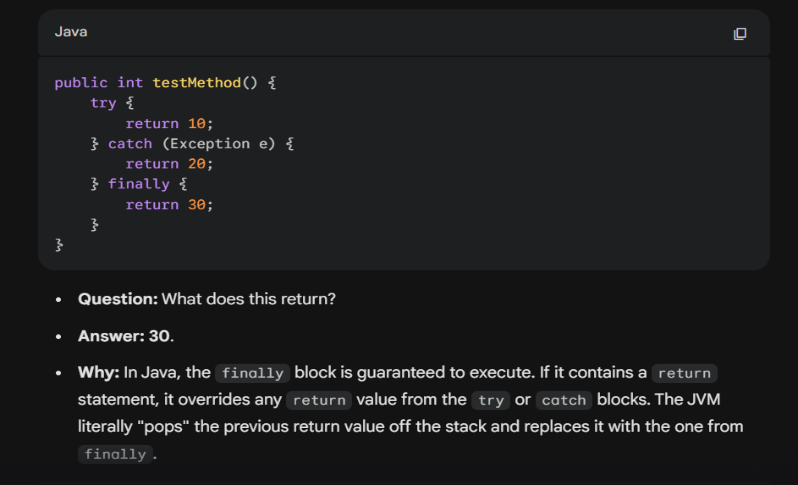 Java
public int testMethod() {
    try {
        return 10;
    } catch (Exception e) {
        return 20;
    } finally {
        return 30;
    }
}
• Question: What does this return?
• Answer: 30.
• Why: In Java, the finally block is guaranteed to execute. If it contains a return
statement, it overrides any return value from the try or catch blocks. The JVM
literally "pops" the previous return value off the stack and replaces it with the one from
finally.